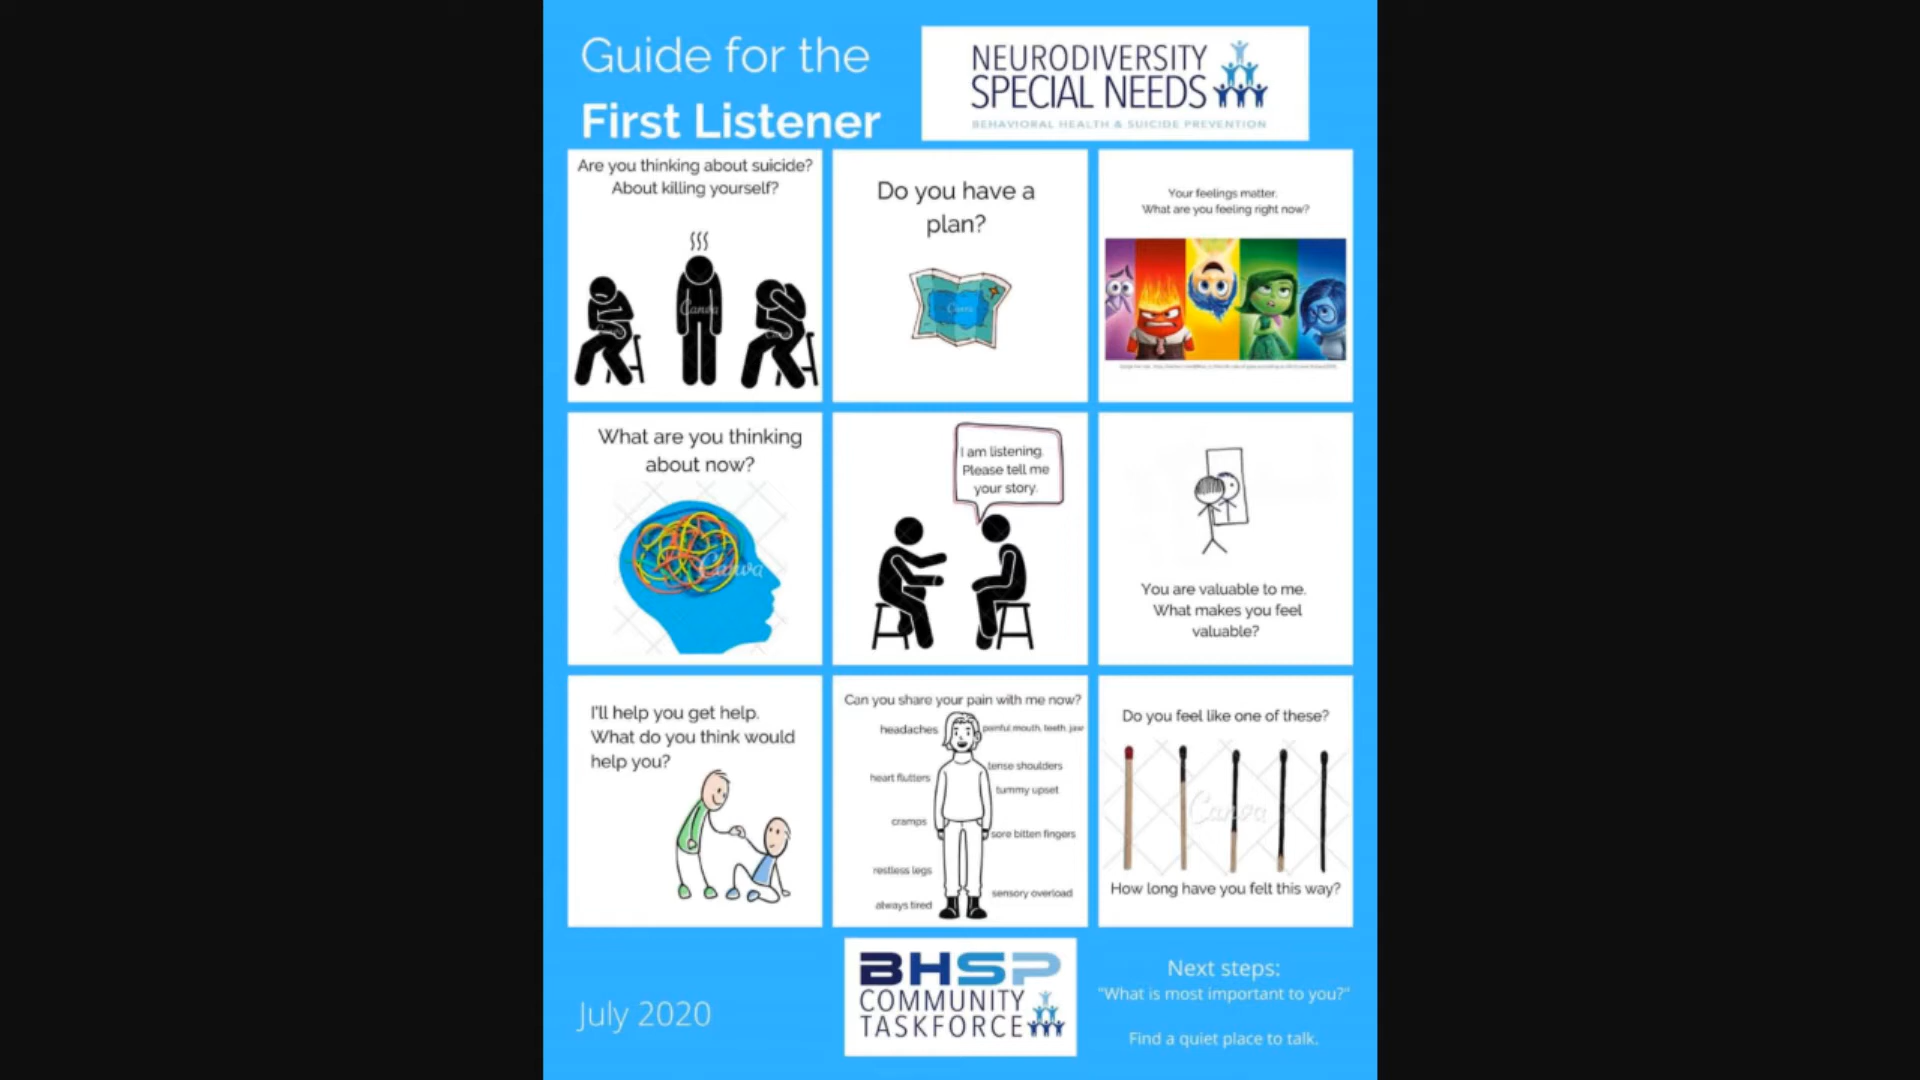 Guide for the
First Listener
NEURODIVERSITY
SPECIAL NEEDS
BEHAVIORAL HEALTH & SUICIDE PREVENTION
Are you thinking about suicide?
About killing yourself?
Canva
Do you have a
plan?
Canva
Your feelings matter.
What are you feeling right now?
What are you thinking
about now?
Canva
I am listening.
Please tell me
your story.
You are valuable to me.
What makes you feel
valuable?
I'll help you get help.
What do you think would
help you?
Can you share your pain with me now?
headaches
painful mouth, teeth, jaw
tense shoulders
heart flutters
tummy upset
cramps
sore bitten fingers
restless legs
sensory overload
always tired
Do you feel like one of these?
Canva
How long have you felt this way?
July 2020
BHSP
COMMUNITY
TASKFORCE
Next steps:
"What is most important to you?"
Find a quiet place to talk.